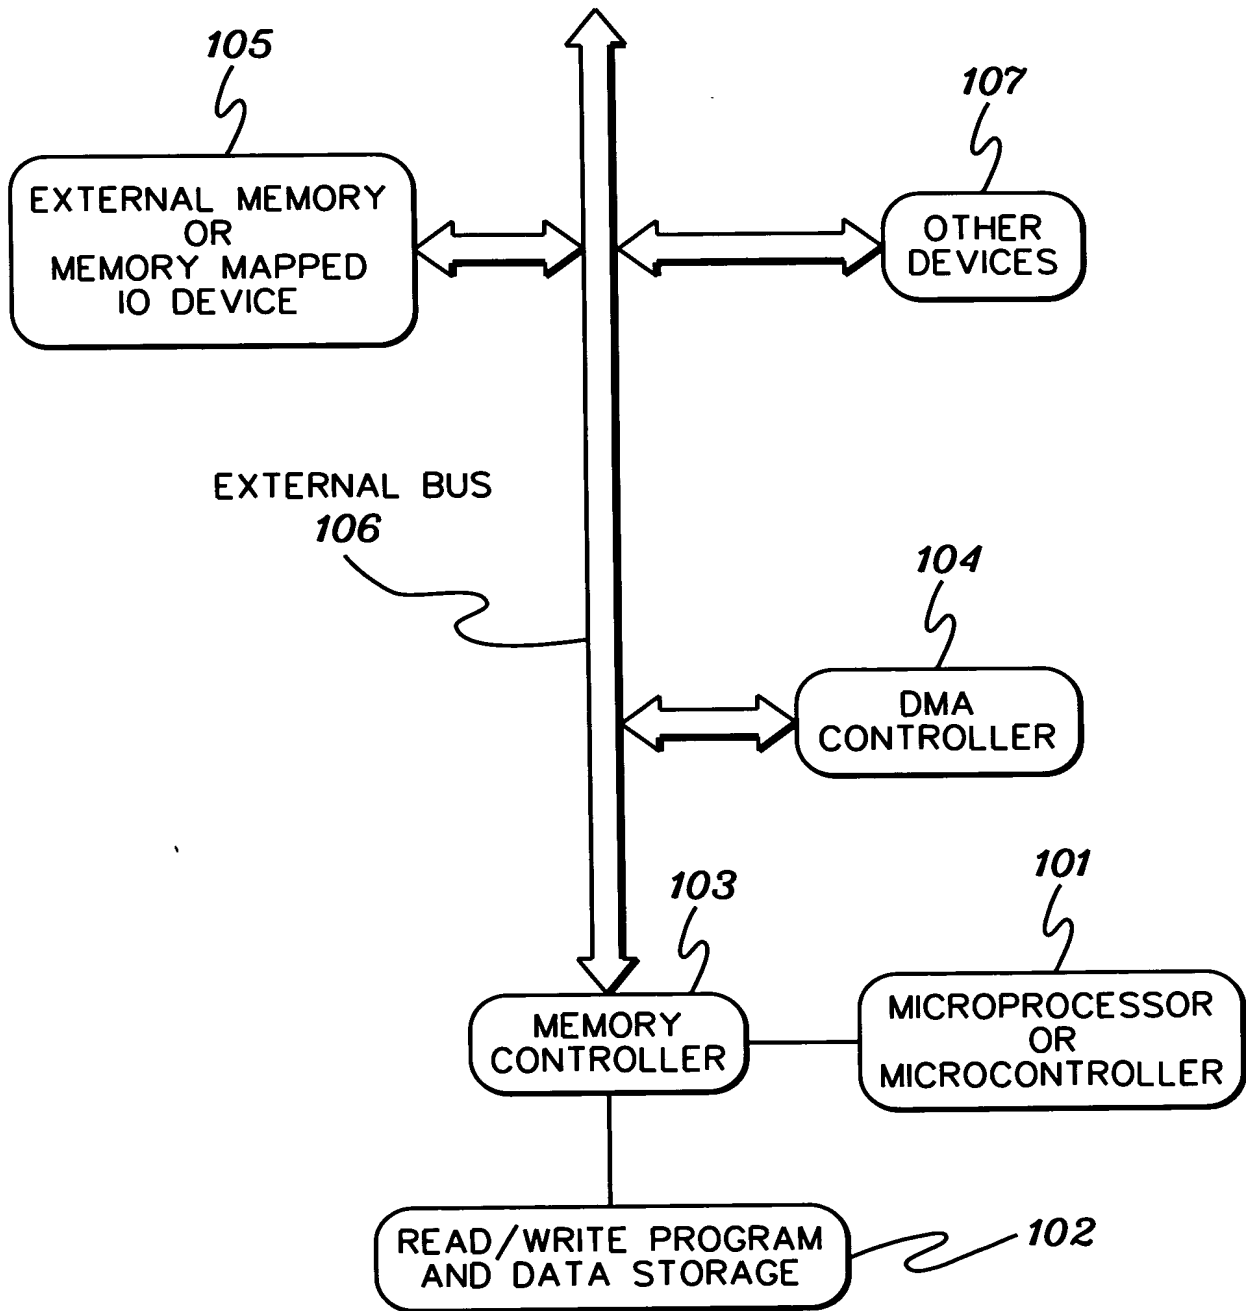 105
EXTERNAL MEMORY
OR
MEMORY MAPPED
IO DEVICE
107
OTHER
DEVICES
EXTERNAL BUS
106
104
DMA
CONTROLLER
103
MEMORY
CONTROLLER
101
MICROPROCESSOR
OR
MICROCONTROLLER
READ/WRITE PROGRAM
AND DATA STORAGE
102